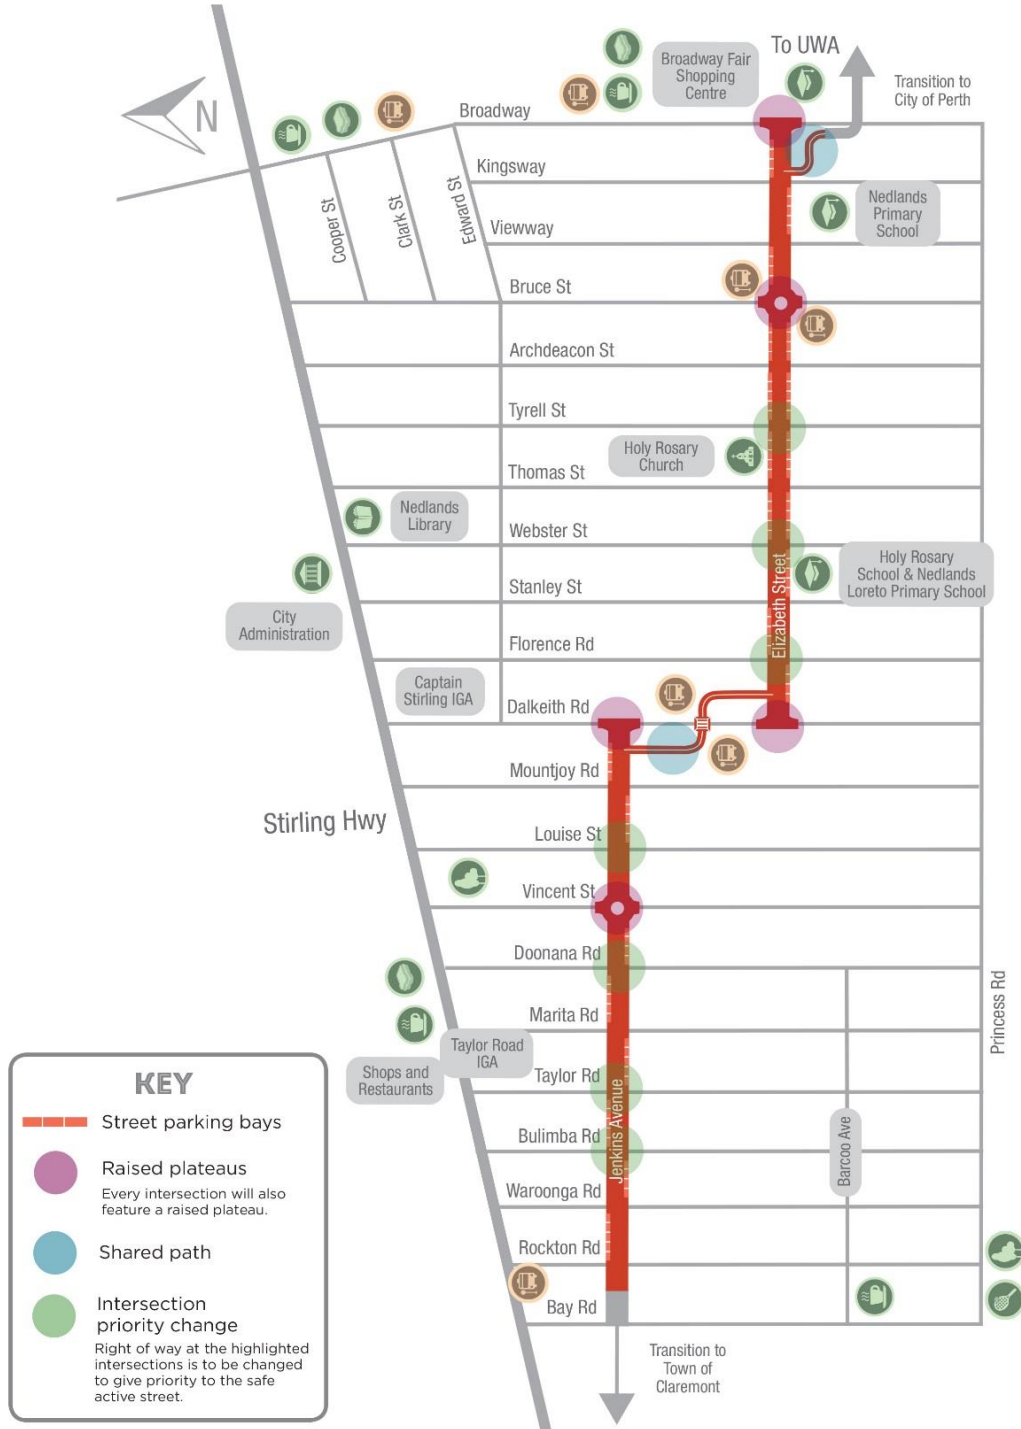 To UWA
Broadway Fair
Shopping
Centre
Transition to
City of Perth
N
Broadway
Kingsway
Nedlands
Primary
School
Cooper St
Clark St
Edward St
Viewway
Bruce St
Archdeacon St
Tyrell St
Holy Rosary
Church
Thomas St
Nedlands
Library
Webster St
Holy Rosary
School & Nedlands
Loreto Primary School
Stanley St
Elizabeth Street
City
Administration
Florence Rd
Captain
Stirling IGA
Dalkeith Rd
Mountjoy Rd
Stirling Hwy
Louise St
Vincent St
Doonana Rd
Princess Rd
Marita Rd
Taylor Road
IGA
Shops and
Restaurants
Taylor Rd
Jenkins Avenue
Bulimba Rd
Barcoo Ave
Waroonga Rd
Rockton Rd
Bay Rd
Transition to
Town of
Claremont
KEY
Street parking bays
Raised plateaus
Every intersection will also
feature a raised plateau.
Shared path
Intersection
priority change
Right of way at the highlighted
intersections is to be changed
to give priority to the safe
active street.